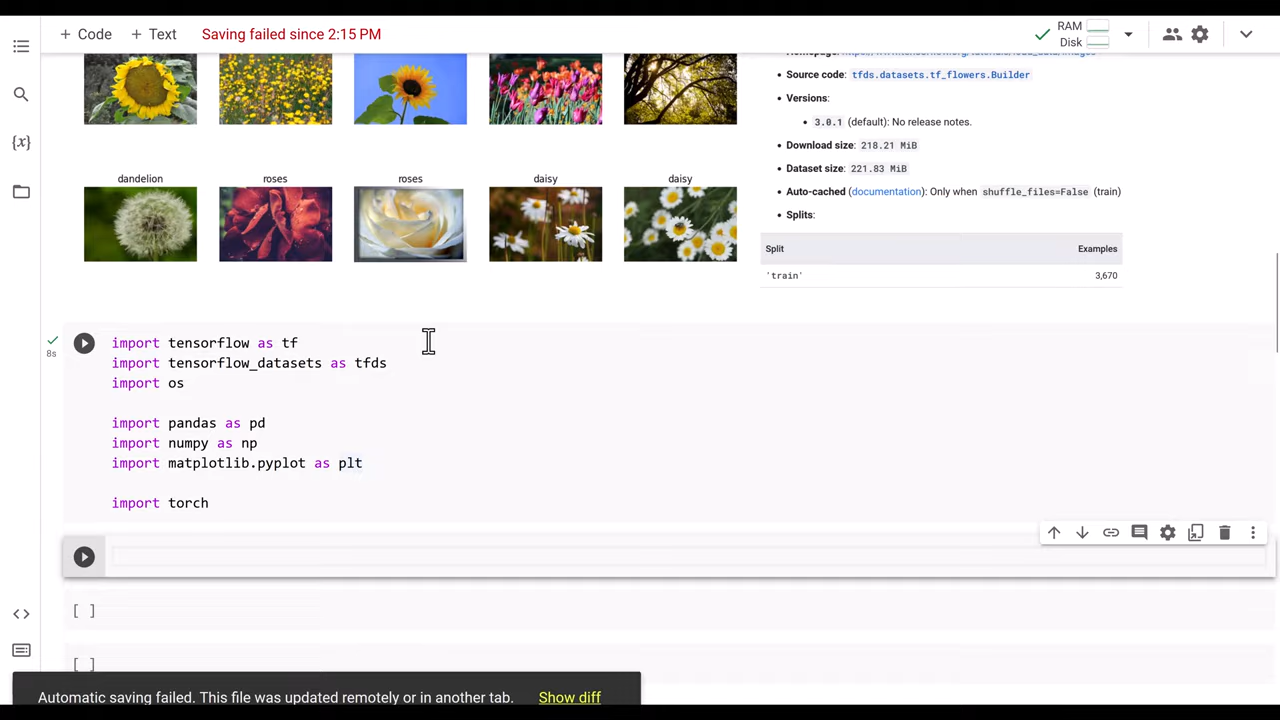 + Code + Text Saving failed since 2:15 PM
RAM
Disk
• Source code: tfds.datasets.tf_flowers.Builder
• Versions:
• 3.0.1 (default): No release notes.
• Download size: 218.21 MiB
• Dataset size: 221.83 MiB
• Auto-cached (documentation): Only when shuffle_files=False (train)
• Splits:
Split Examples
'train' 3,670
dandelion roses roses daisy daisy
8s
import tensorflow as tf
import tensorflow_datasets as tfds
import os
import pandas as pd
import numpy as np
import matplotlib.pyplot as plt
import torch
[ ]
[ ]
Automatic saving failed. This file was updated remotely or in another tab. Show diff